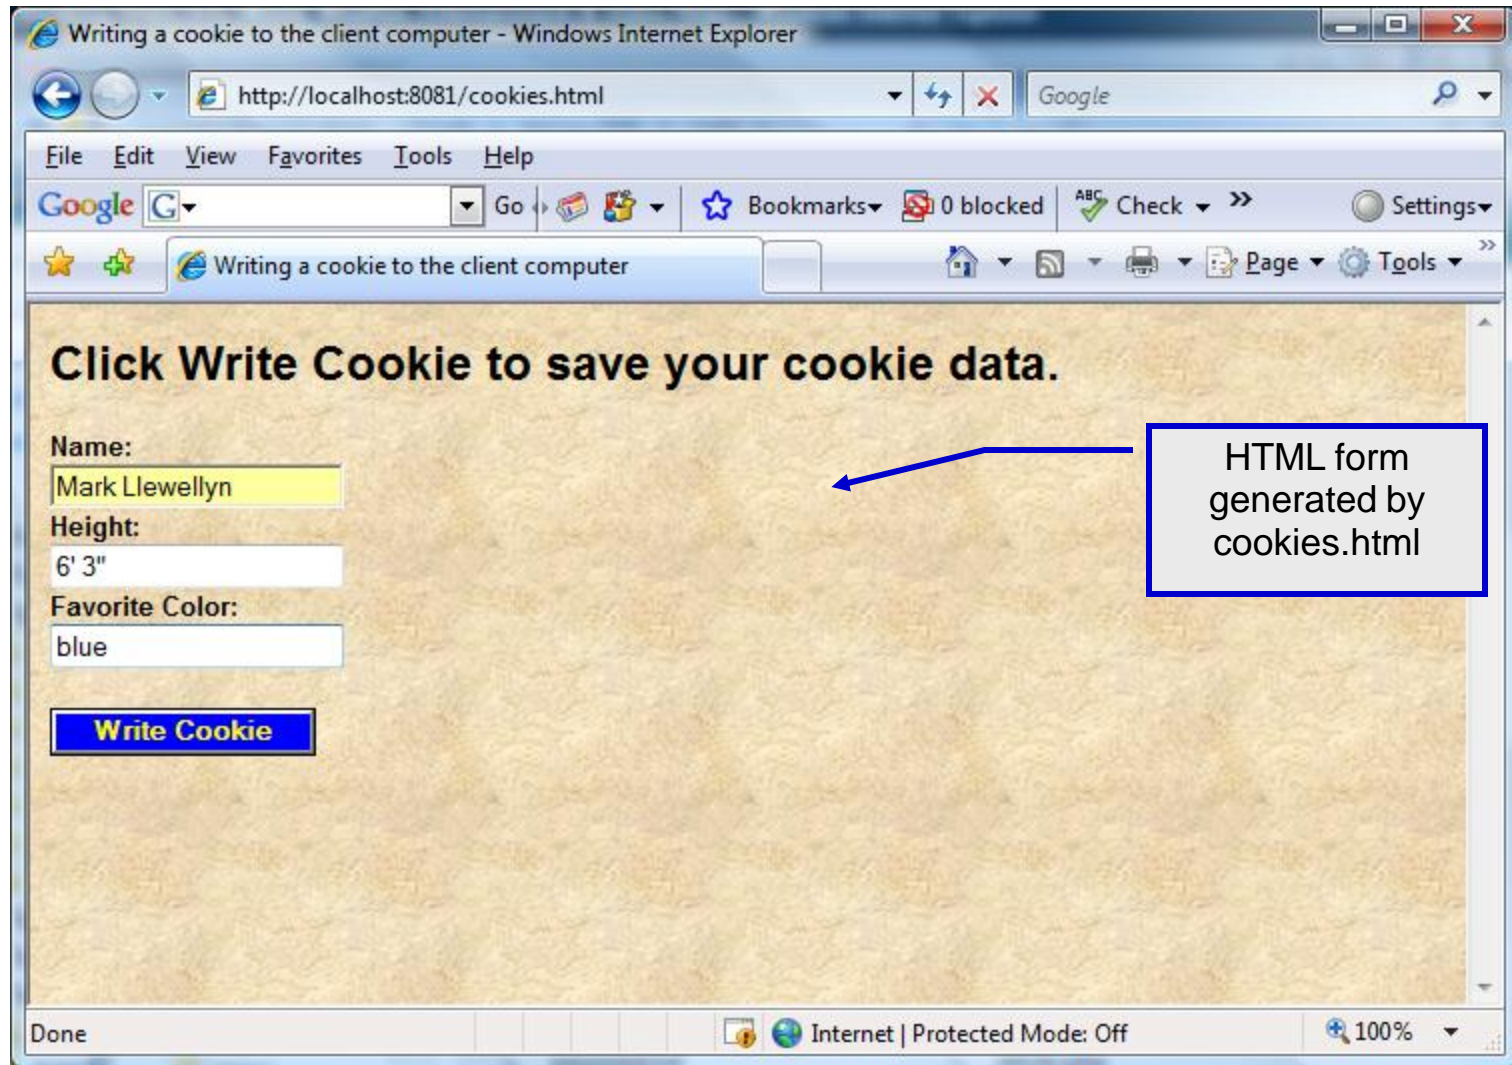 Writing a cookie to the client computer - Windows Internet Explorer
http://localhost:8081/cookies.html
Google
File Edit View Favorites Tools Help
Google G Go Bookmarks 0 blocked ABC Check >> Settings
Writing a cookie to the client computer
Page Tools >>
Click Write Cookie to save your cookie data.
Name:
Mark Llewellyn
Height:
6' 3"
Favorite Color:
blue
Write Cookie
HTML form
generated by
cookies.html
Done
Internet | Protected Mode: Off
100%